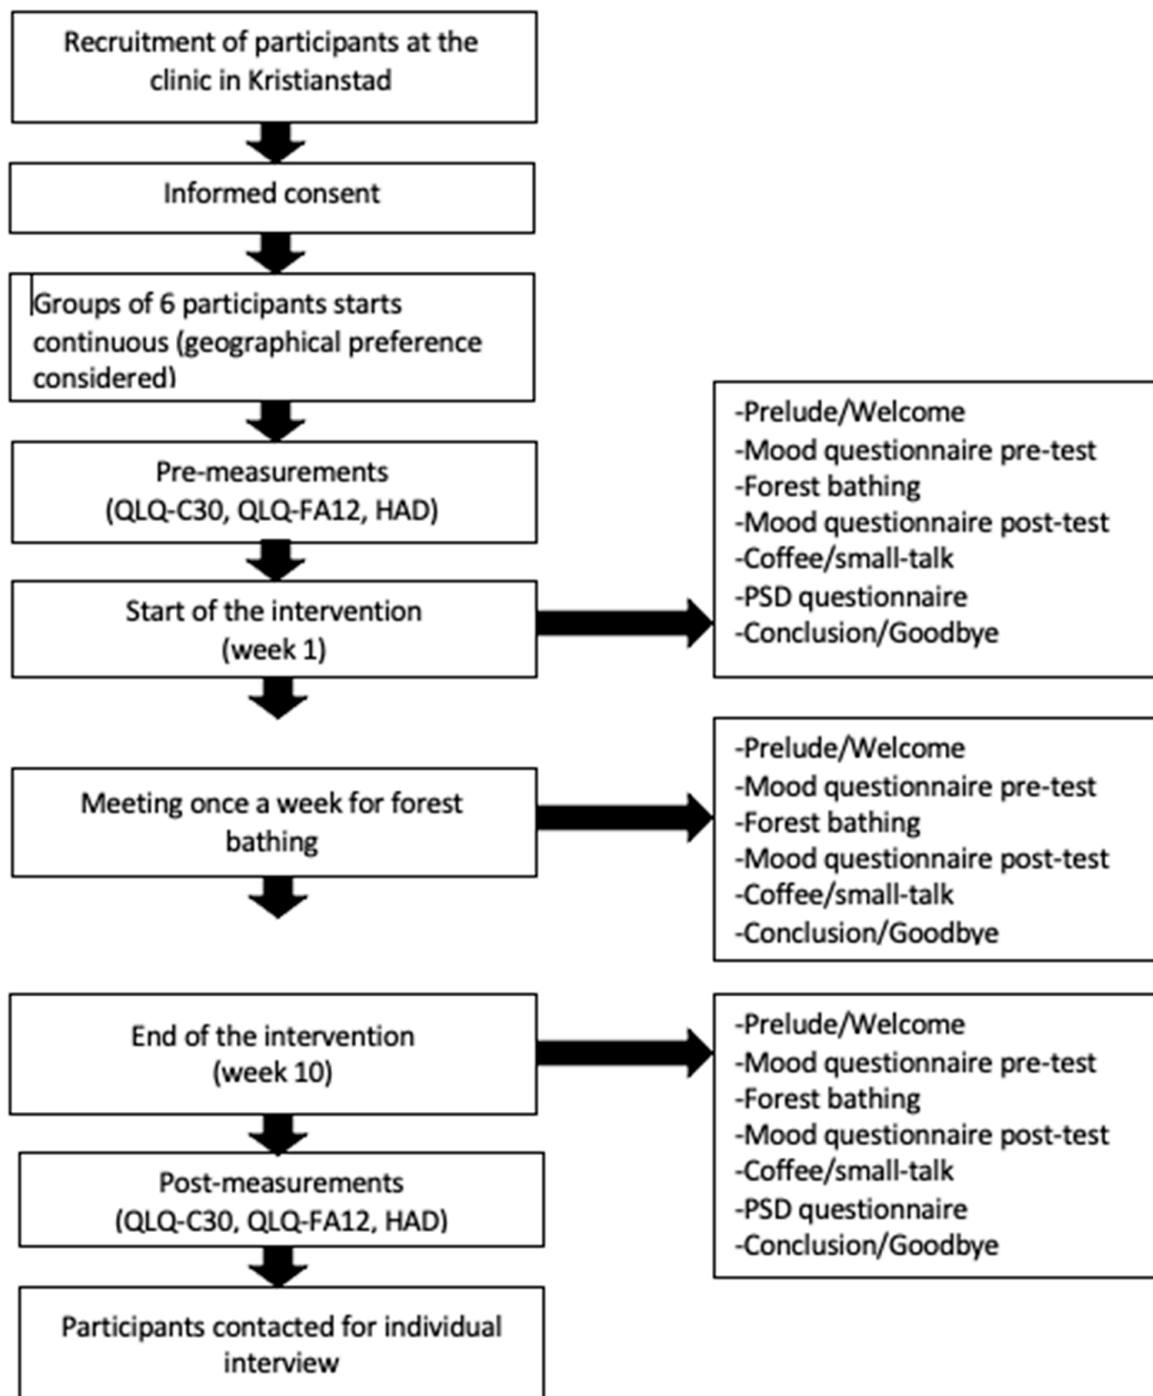 Recruitment of participants at the
clinic in Kristianstad
Informed consent
Groups of 6 participants starts
continuous (geographical preference
considered)
Pre-measurements
(QLQ-C30, QLQ-FA12, HAD)
Start of the intervention
(week 1)
-Prelude/Welcome
-Mood questionnaire pre-test
-Forest bathing
-Mood questionnaire post-test
-Coffee/small-talk
-PSD questionnaire
-Conclusion/Goodbye
Meeting once a week for forest
bathing
-Prelude/Welcome
-Mood questionnaire pre-test
-Forest bathing
-Mood questionnaire post-test
-Coffee/small-talk
-Conclusion/Goodbye
End of the intervention
(week 10)
-Prelude/Welcome
-Mood questionnaire pre-test
-Forest bathing
-Mood questionnaire post-test
-Coffee/small-talk
-PSD questionnaire
-Conclusion/Goodbye
Post-measurements
(QLQ-C30, QLQ-FA12, HAD)
Participants contacted for individual
interview